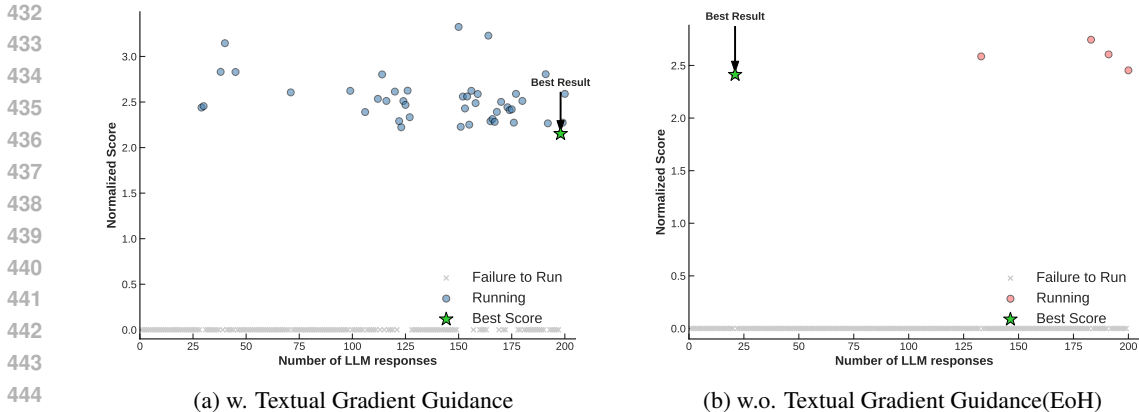 432
433
434
435
436
437
438
439
440
441
442
443
444
Normalized Score
3.0
2.5
2.0
1.5
1.0
0.5
0.0
Best Result
Failure to Run
Running
Best Score
0 25 50 75 100 125 150 175 200
Number of LLM responses
(a) w. Textual Gradient Guidance
Best Result
Normalized Score
2.5
2.0
1.5
1.0
0.5
0.0
Failure to Run
Running
Best Score
0 25 50 75 100 125 150 175 200
Number of LLM responses
(b) w.o. Textual Gradient Guidance(EoH)